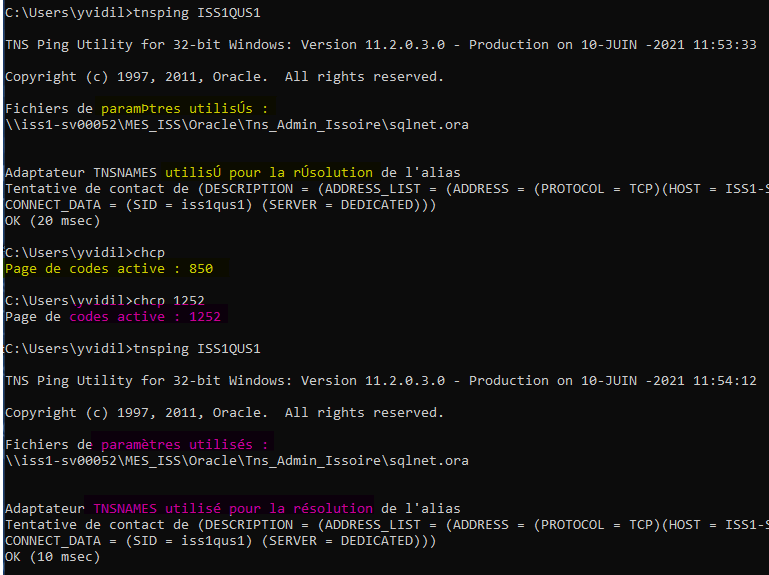 C:\Users\yvidil>tnsping ISS1QUS1
TNS Ping Utility for 32-bit Windows: Version 11.2.0.3.0 - Production on 10-JUIN -2021 11:53:33
Copyright (c) 1997, 2011, Oracle.  All rights reserved.
Fichiers de paramÞtres utilisÚs :
\\iss1-sv00052\MES_ISS\Oracle\Tns_Admin_Issoire\sqlnet.ora
Adaptateur TNSNAMES utilisÚ pour la rÚsolution de l'alias
Tentative de contact de (DESCRIPTION = (ADDRESS_LIST = (ADDRESS = (PROTOCOL = TCP)(HOST = ISS1-S
CONNECT_DATA = (SID = iss1qus1) (SERVER = DEDICATED)))
OK (20 msec)
C:\Users\yvidil>chcp
Page de codes active : 850
C:\Users\yvidil>chcp 1252
Page de codes active : 1252
C:\Users\yvidil>tnsping ISS1QUS1
TNS Ping Utility for 32-bit Windows: Version 11.2.0.3.0 - Production on 10-JUIN -2021 11:54:12
Copyright (c) 1997, 2011, Oracle.  All rights reserved.
Fichiers de paramètres utilisés :
\\iss1-sv00052\MES_ISS\Oracle\Tns_Admin_Issoire\sqlnet.ora
Adaptateur TNSNAMES utilisé pour la résolution de l'alias
Tentative de contact de (DESCRIPTION = (ADDRESS_LIST = (ADDRESS = (PROTOCOL = TCP)(HOST = ISS1-S
CONNECT_DATA = (SID = iss1qus1) (SERVER = DEDICATED)))
OK (10 msec)